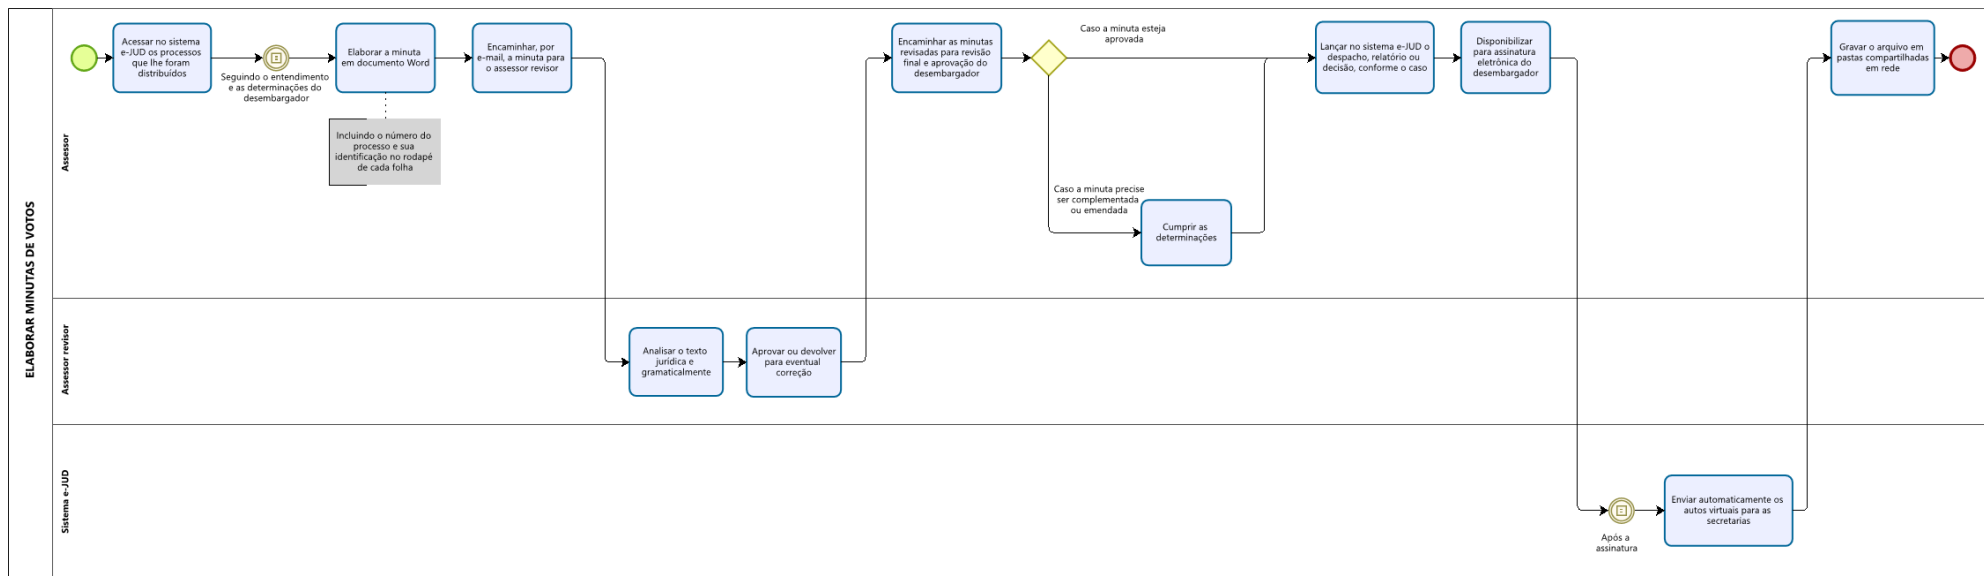 ELABORAR MINUTAS DE VOTOS
Assessor
Acessar no sistema
e-JUD os processos
que lhe foram
distribuídos
Seguindo o entendimento
e as determinações do
desembargador
Elaborar a minuta
em documento Word
Incluindo o número do
processo e sua
identificação no rodapé
de cada folha
Encaminhar, por
e-mail, a minuta para
o assessor revisor
Encaminhar as minutas
revisadas para revisão
final e aprovação do
desembargador
Caso a minuta esteja
aprovada
Caso a minuta precise
ser complementada
ou emendada
Cumprir as
determinações
Lançar no sistema e-JUD o
despacho, relatório ou
decisão, conforme o caso
Disponibilizar
para assinatura
eletrônica do
desembargador
Gravar o arquivo em
pastas compartilhadas
em rede
Assessor revisor
Analisar o texto
jurídica e
gramaticalmente
Aprovar ou devolver
para eventual
correção
Sistema e-JUD
Após a
assinatura
Enviar automaticamente os
autos virtuais para as
secretarias